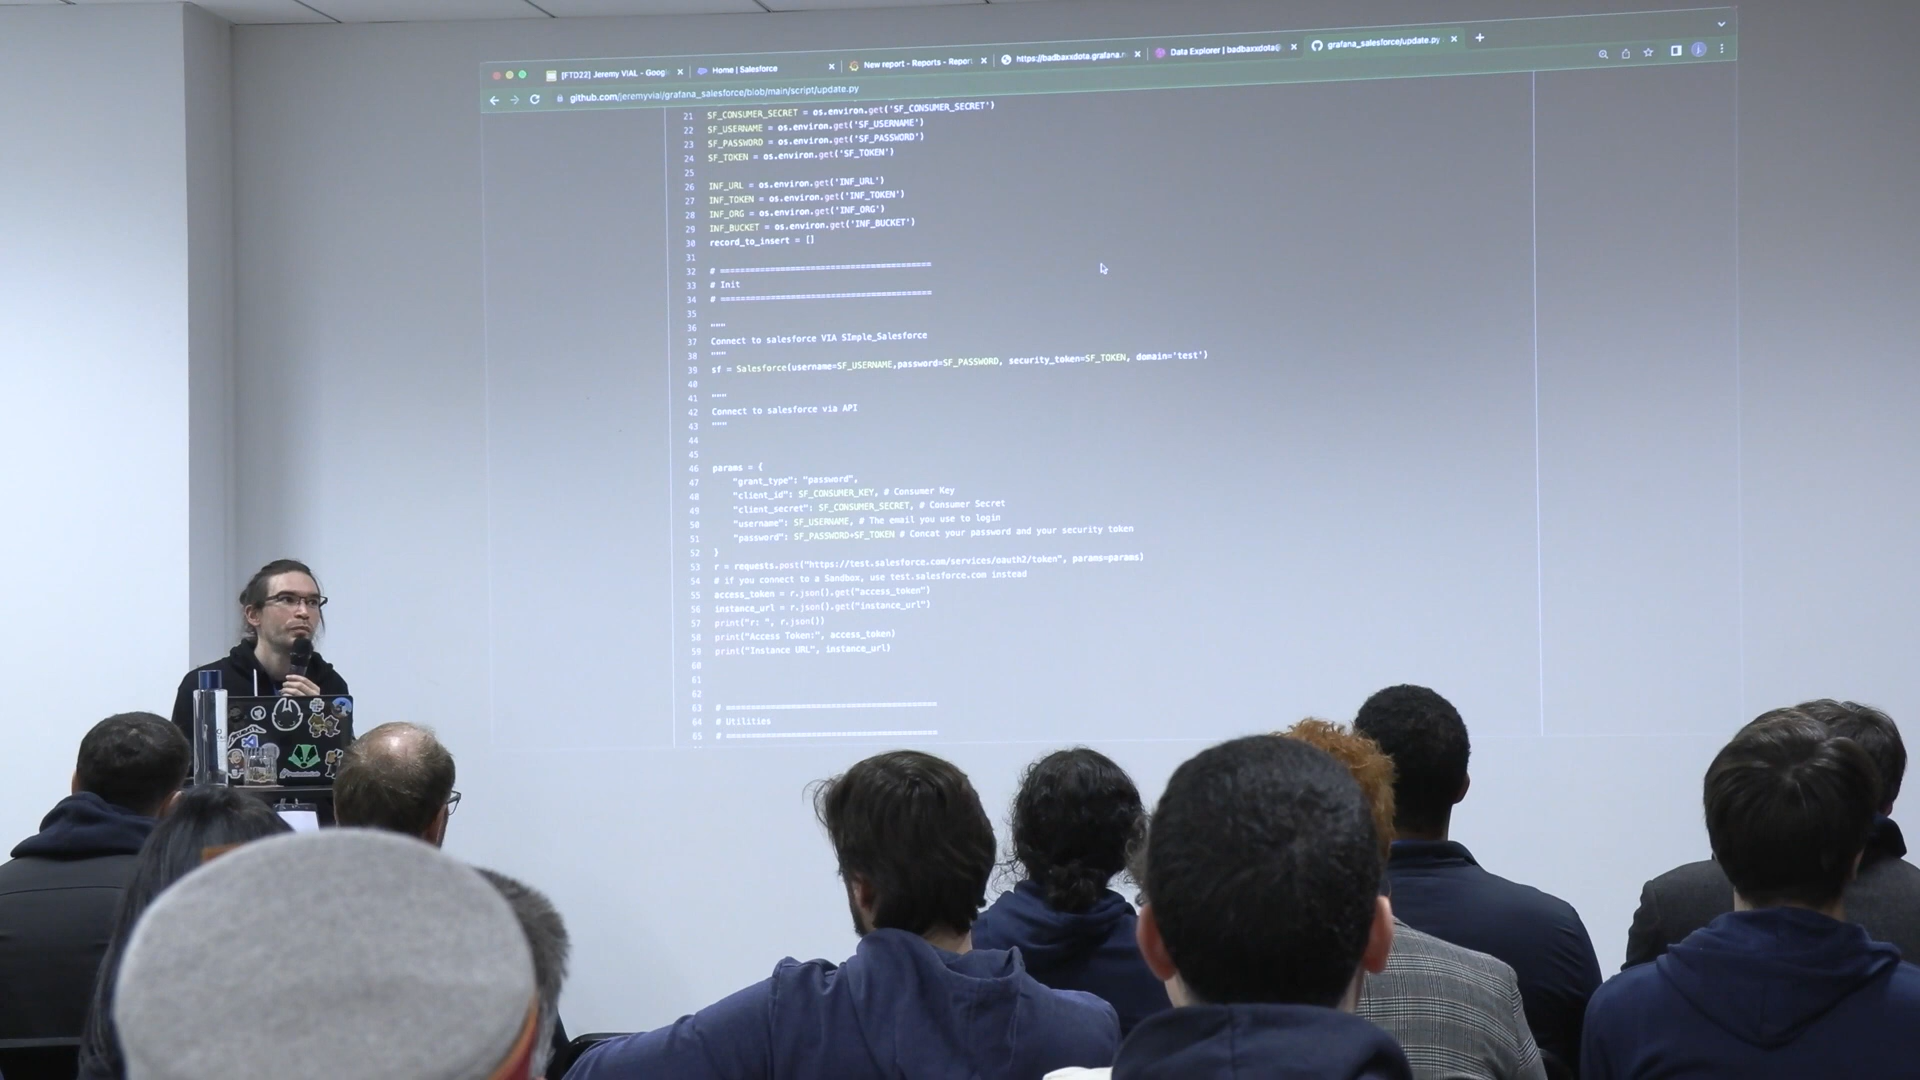 [FTD22] Jeremy VIAL - Googl
Home | Salesforce
New report - Reports - Report
https://badbaxxdota.grafana.n
Data Explorer | badbaxxdota@
grafana_salesforce/update.py
github.com/jeremyvial/grafana_salesforce/blob/main/script/update.py
21 SF_CONSUMER_SECRET = os.environ.get('SF_CONSUMER_SECRET')
22 SF_USERNAME = os.environ.get('SF_USERNAME')
23 SF_PASSWORD = os.environ.get('SF_PASSWORD')
24 SF_TOKEN = os.environ.get('SF_TOKEN')
25
26 INF_URL = os.environ.get('INF_URL')
27 INF_TOKEN = os.environ.get('INF_TOKEN')
28 INF_ORG = os.environ.get('INF_ORG')
29 INF_BUCKET = os.environ.get('INF_BUCKET')
30 record_to_insert = []
31
32 # ==========================================
33 # Init
34 # ==========================================
35
36 """
37 Connect to salesforce VIA SImple_Salesforce
38 """
39 sf = Salesforce(username=SF_USERNAME,password=SF_PASSWORD, security_token=SF_TOKEN, domain='test')
40
41 """
42 Connect to salesforce via API
43 """
44
45
46 params = {
47 "grant_type": "password",
48 "client_id": SF_CONSUMER_KEY, # Consumer Key
49 "client_secret": SF_CONSUMER_SECRET, # Consumer Secret
50 "username": SF_USERNAME, # The email you use to login
51 "password": SF_PASSWORD+SF_TOKEN # Concat your password and your security token
52 }
53 r = requests.post("https://test.salesforce.com/services/oauth2/token", params=params)
54 # if you connect to a Sandbox, use test.salesforce.com instead
55 access_token = r.json().get("access_token")
56 instance_url = r.json().get("instance_url")
57 print("r: ", r.json())
58 print("Access Token:", access_token)
59 print("Instance URL", instance_url)
60
61
62
63 # ==========================================
64 # Utilities
65 # ==========================================